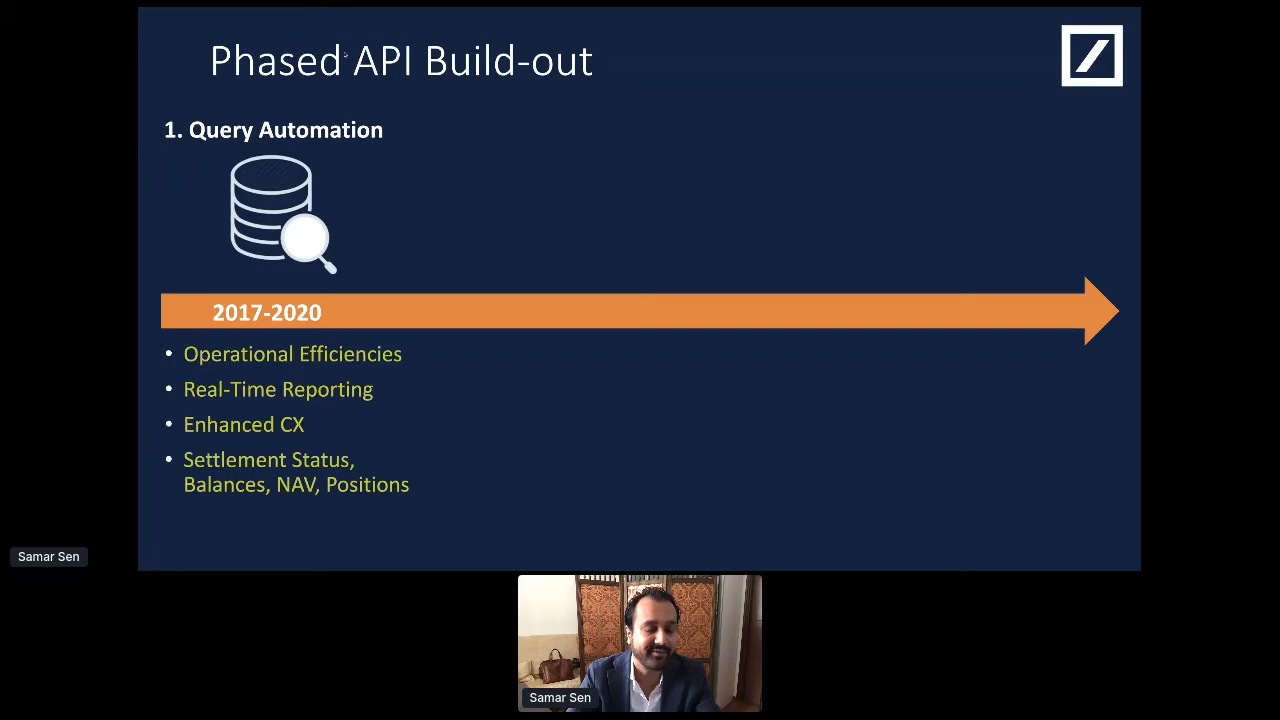 Phased API Build-out
1. Query Automation
2017-2020
• Operational Efficiencies
• Real-Time Reporting
• Enhanced CX
• Settlement Status,
Balances, NAV, Positions
Samar Sen
Samar Sen